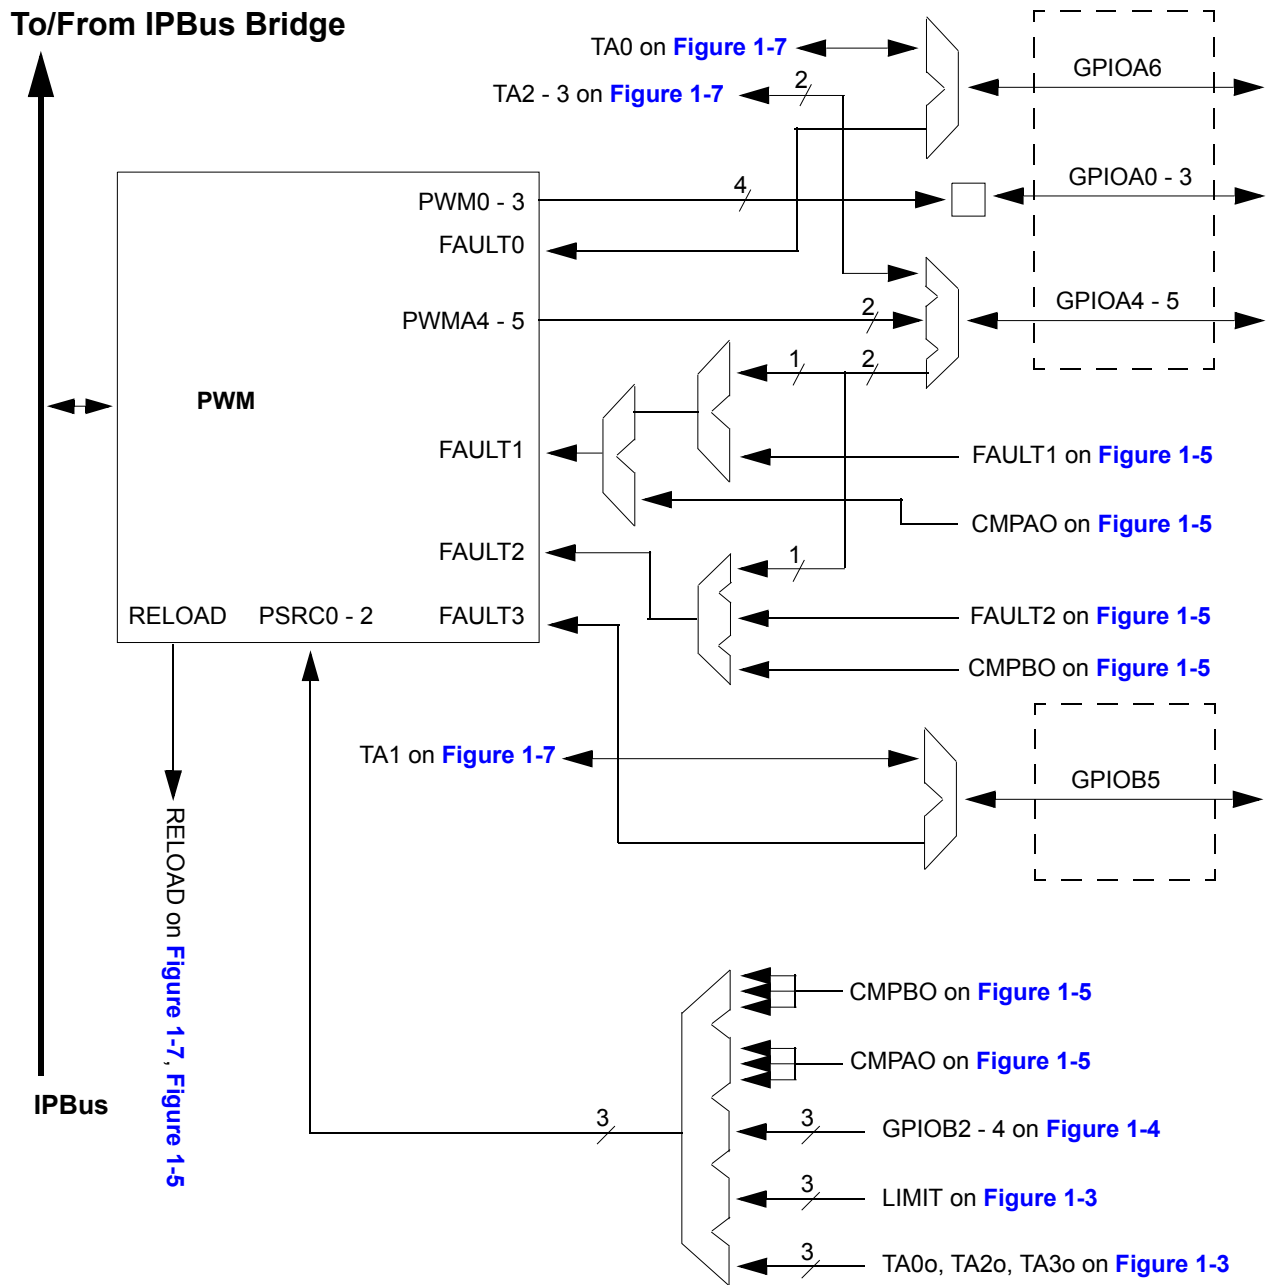 To/From IPBus Bridge
TA0 on Figure 1-7
TA2 - 3 on Figure 1-7
2
GPIOA6
PWM0 - 3
4
GPIOA0 - 3
FAULT0
PWMA4 - 5
2
GPIOA4 - 5
1
2
PWM
FAULT1
FAULT1 on Figure 1-5
CMPAO on Figure 1-5
FAULT2
1
RELOAD
PSRC0 - 2
FAULT3
FAULT2 on Figure 1-5
CMPBO on Figure 1-5
TA1 on Figure 1-7
GPIOB5
RELOAD on Figure 1-7, Figure 1-5
CMPBO on Figure 1-5
CMPAO on Figure 1-5
IPBus
3
3
GPIOB2 - 4 on Figure 1-4
3
LIMIT on Figure 1-3
3
TA0o, TA2o, TA3o on Figure 1-3